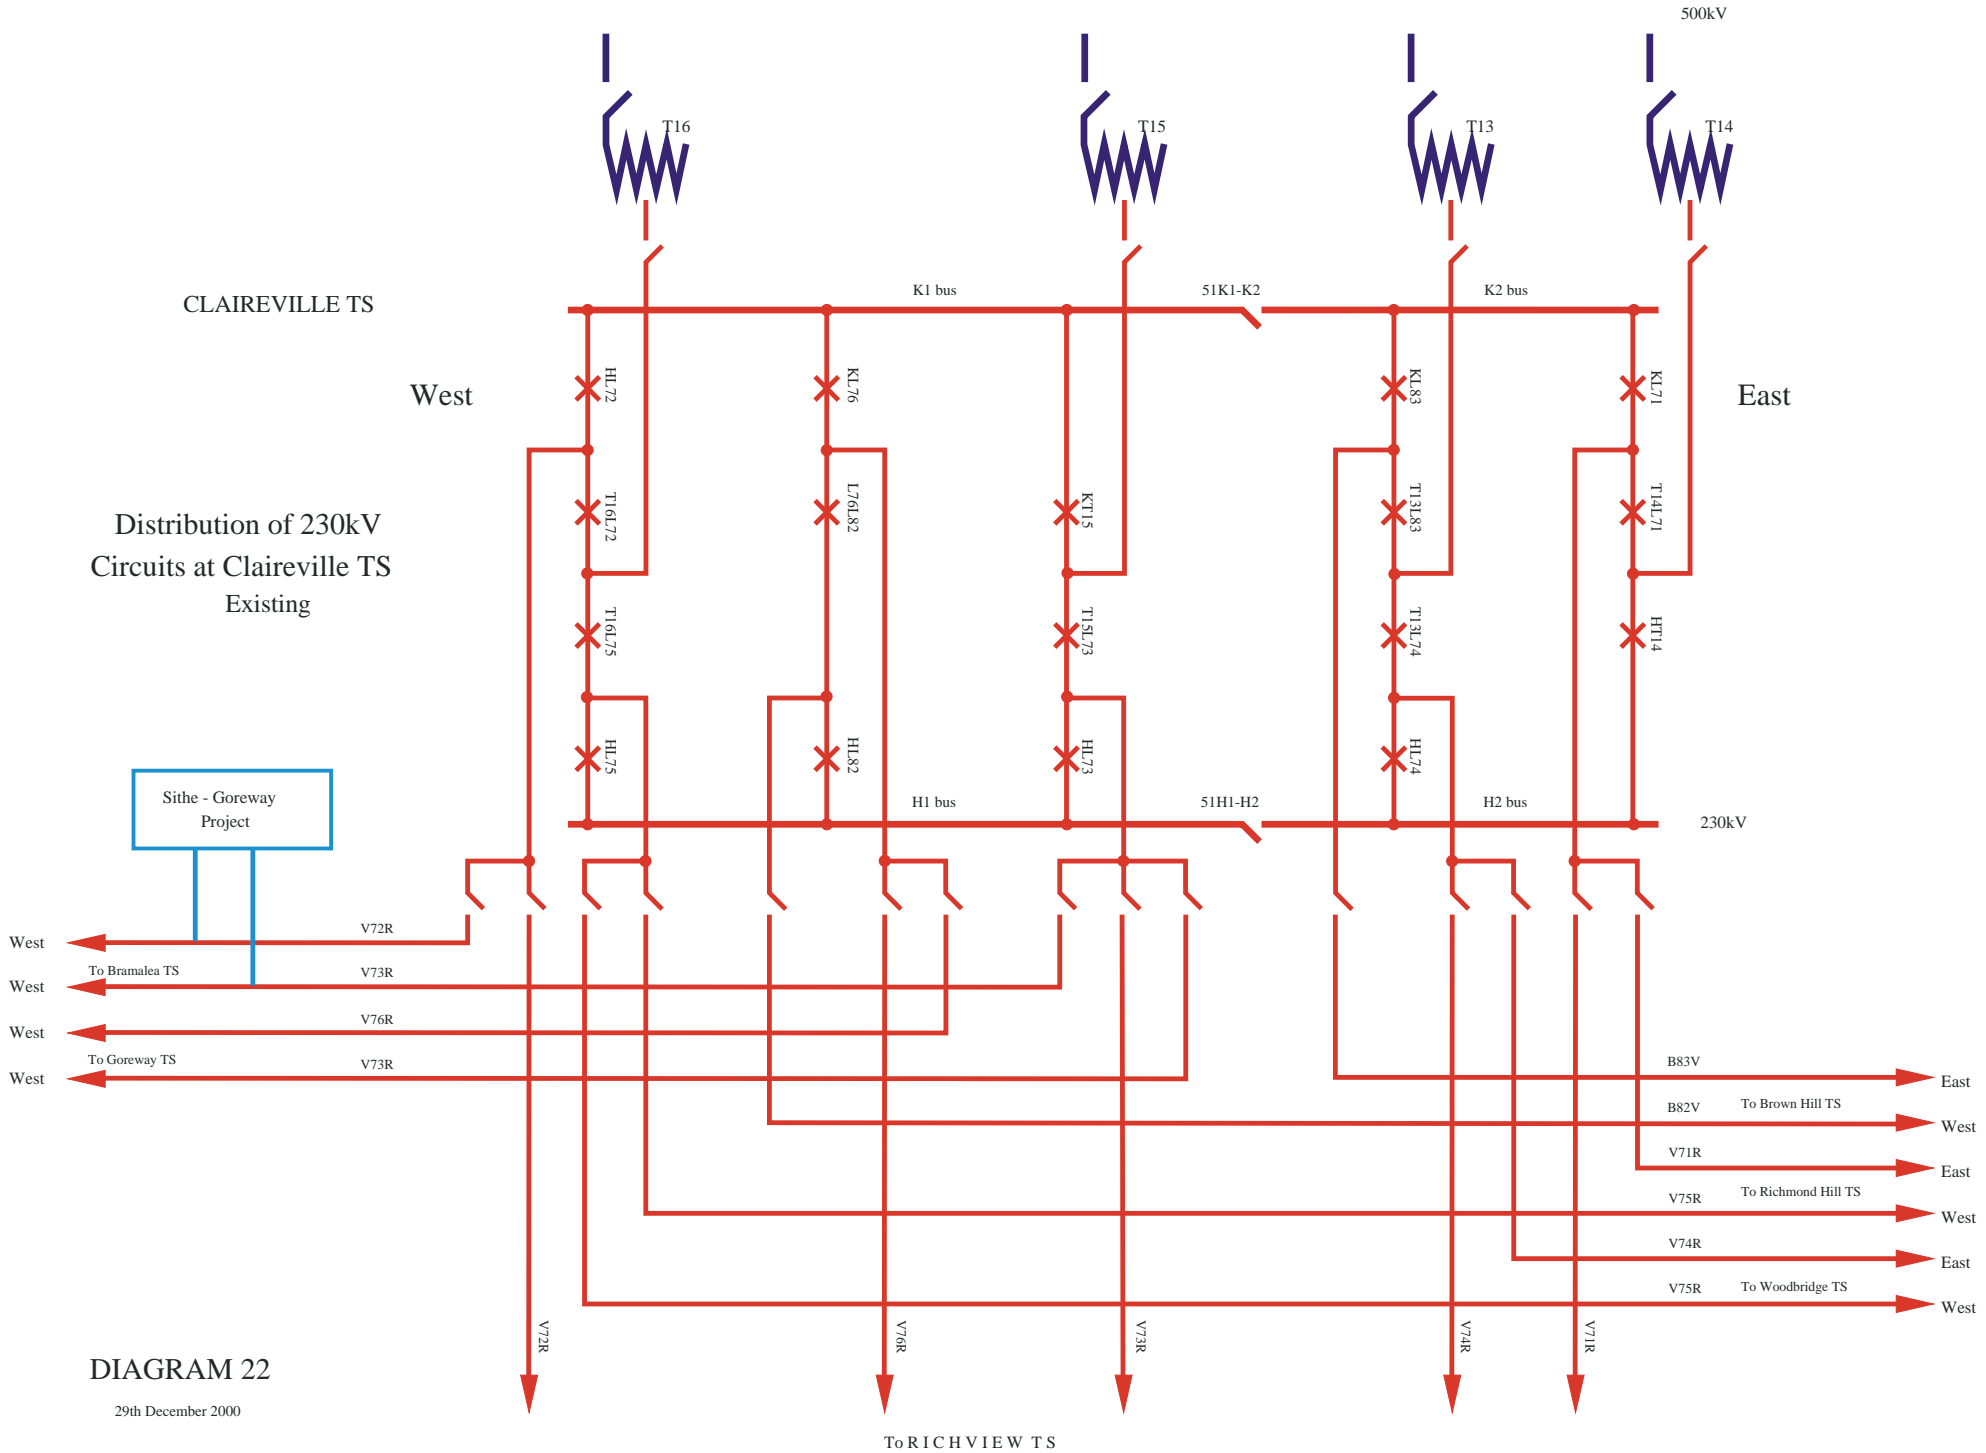 500kV
T16
T15
T13
T14
CLAIREVILLE TS
K1 bus
51K1-K2
K2 bus
West
East
HL72
KL76
KL83
KL71
Distribution of 230kV
Circuits at Claireville TS
Existing
T16L72
L76L82
KT15
T13L83
T14L71
T16L75
T15L73
T13L74
HT14
HL75
HL82
HL73
HL74
Sithe - Goreway
Project
H1 bus
51H1-H2
H2 bus
230kV
West
V72R
To Bramalea TS
West
V73R
West
V76R
To Goreway TS
West
V73R
B83V
East
B82V
To Brown Hill TS
West
V71R
East
To Richmond Hill TS
V75R
West
V74R
East
V75R
To Woodbridge TS
West
V72R
V76R
V73R
V74R
V71R
DIAGRAM 22
29th December 2000
To R I C H V I E W T S